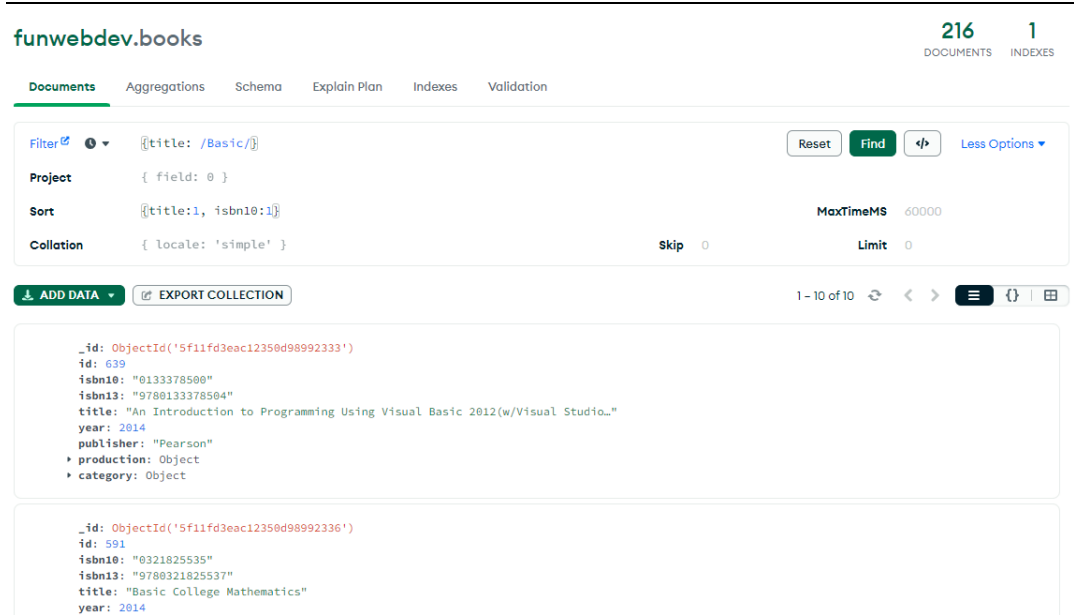 funwebdev.books
216
DOCUMENTS
1
INDEXES
Documents Aggregations Schema Explain Plan Indexes Validation
Filter {title: /Basic/} Reset Find </> Less Options
Project { field: 0 }
Sort {title:1, isbn10:1} MaxTimeMS 60000
Collation { locale: 'simple' } Skip 0 Limit 0
ADD DATA EXPORT COLLECTION 1 - 10 of 10 {}
_id: ObjectId('5f11fd3eac12350d98992333')
id: 639
isbn10: "0133378500"
isbn13: "9780133378504"
title: "An Introduction to Programming Using Visual Basic 2012(w/Visual Studio…"
year: 2014
publisher: "Pearson"
production: Object
category: Object
_id: ObjectId('5f11fd3eac12350d98992336')
id: 591
isbn10: "0321825535"
isbn13: "9780321825537"
title: "Basic College Mathematics"
year: 2014